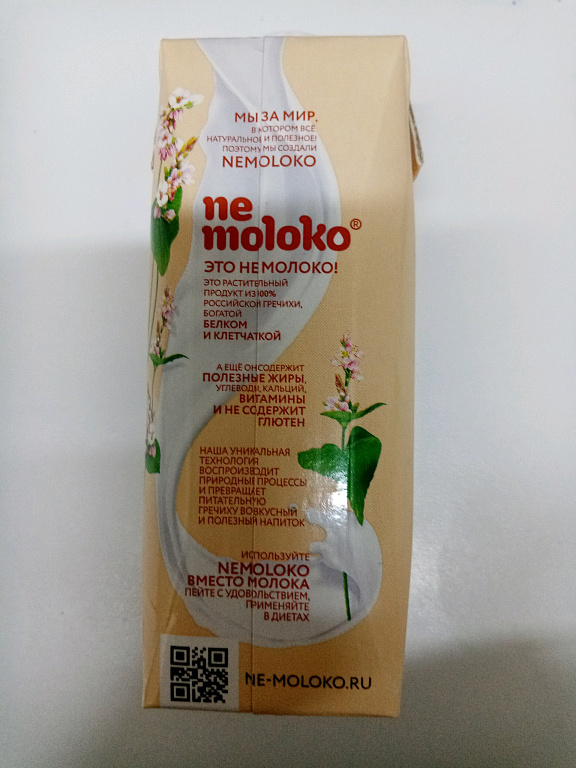 МЫ ЗА МИР,
В КОТОРОМ ВСЁ
НАТУРАЛЬНОЕ И ПОЛЕЗНОЕ!
ПОЭТОМУ МЫ СОЗДАЛИ
NEMOLOKO
ne
moloko®
ЭТО НЕ МОЛОКО!
ЭТО РАСТИТЕЛЬНЫЙ
ПРОДУКТ ИЗ 100%
РОССИЙСКОЙ ГРЕЧИХИ,
БОГАТОЙ
БЕЛКОМ
И КЛЕТЧАТКОЙ
А ЕЩЁ ОН СОДЕРЖИТ
ПОЛЕЗНЫЕ ЖИРЫ,
УГЛЕВОДЫ, КАЛЬЦИЙ,
ВИТАМИНЫ
И НЕ СОДЕРЖИТ
ГЛЮТЕН
НАША УНИКАЛЬНАЯ
ТЕХНОЛОГИЯ
ВОСПРОИЗВОДИТ
ПРИРОДНЫЕ ПРОЦЕССЫ
И ПРЕВРАЩАЕТ
ПИТАТЕЛЬНУЮ
ГРЕЧИХУ В ВКУСНЫЙ
И ПОЛЕЗНЫЙ НАПИТОК
ИСПОЛЬЗУЙТЕ
NEMOLOKO
ВМЕСТО МОЛОКА
ПЕЙТЕ С УДОВОЛЬСТВИЕМ,
ПРИМЕНЯЙТЕ
В ДИЕТАХ
NE-MOLOKO.RU